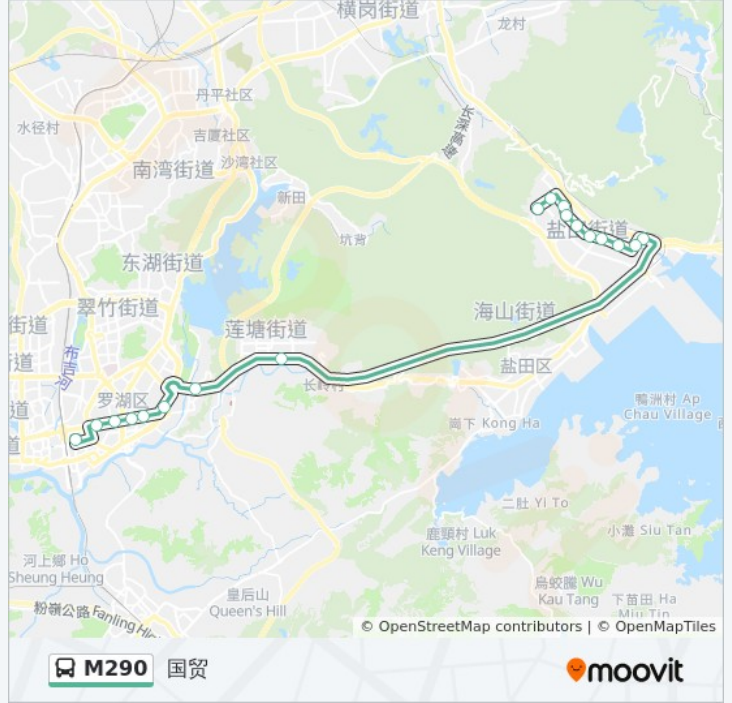 横岗街道
龙村
丹平社区
长深高速
水径村
吉厦社区
南湾街道
沙湾社区
新田
坑背
盐田街道
东湖街道
翠竹街道
海山街道
街道
莲塘街道
布吉河
道
盐田区
罗湖区
道
鴨洲村 Ap
Chau Village
崗下 Kong Ha
道
二肚 Yi To
鹿頸村 Luk
Keng Village
小灘 Siu Tan
河上鄉 Ho
Sheung Heung
烏蛟騰 Wu
Kau Tang
皇后山
Queen's Hill
下苗田 Ha
Miu Tin
粉嶺公路 Fanling Hig
© OpenStreetMap contributors | © OpenMapTiles
M290 国贸
moovit